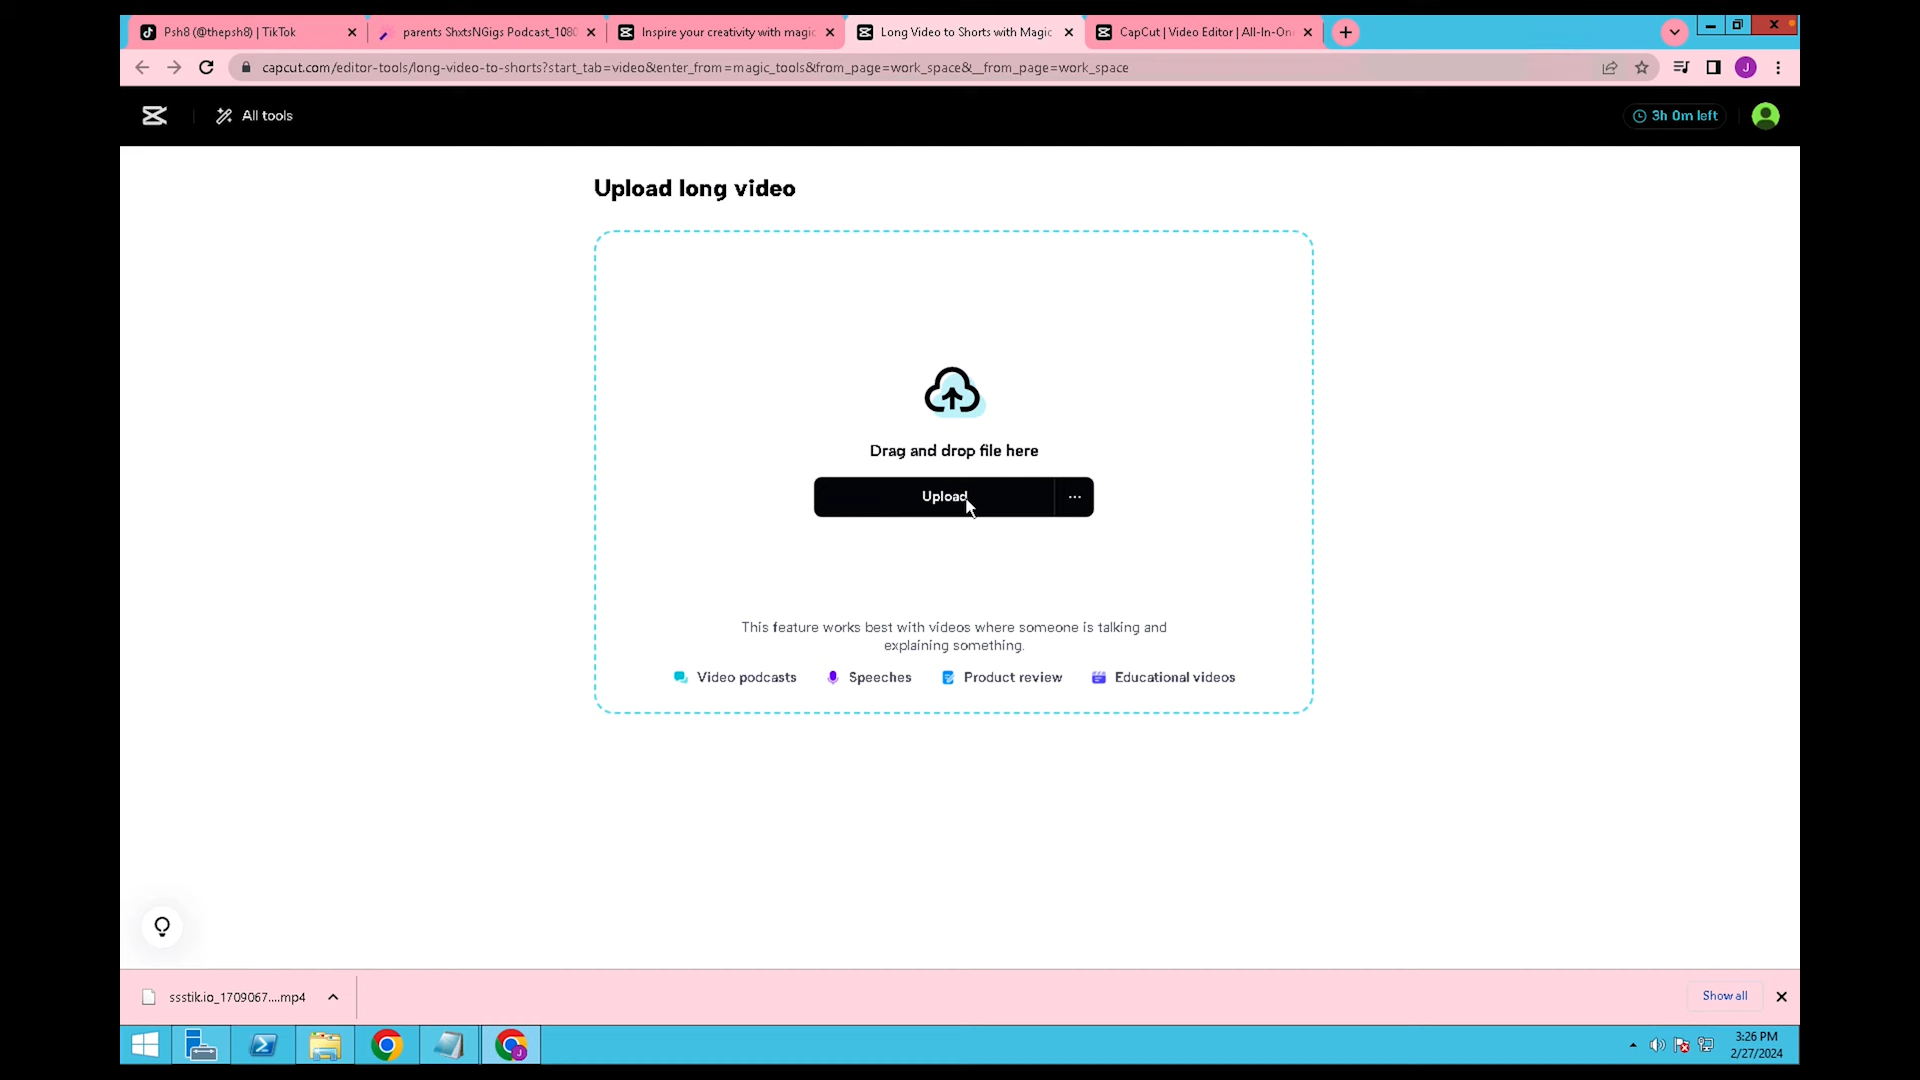 Psh8 (@thepsh8) | TikTok
parents ShxtsNGigs Podcast_1080
Inspire your creativity with magic
Long Video to Shorts with Magic
CapCut | Video Editor | All-In-On
capcut.com/editor-tools/long-video-to-shorts?start_tab=video&enter_from=magic_tools&from_page=work_space&__from_page=work_space
J
All tools
3h 0m left
Upload long video
Drag and drop file here
Upload
This feature works best with videos where someone is talking and
explaining something.
Video podcasts
Speeches
Product review
Educational videos
ssstik.io_1709067....mp4
Show all
J
3:26 PM
2/27/2024